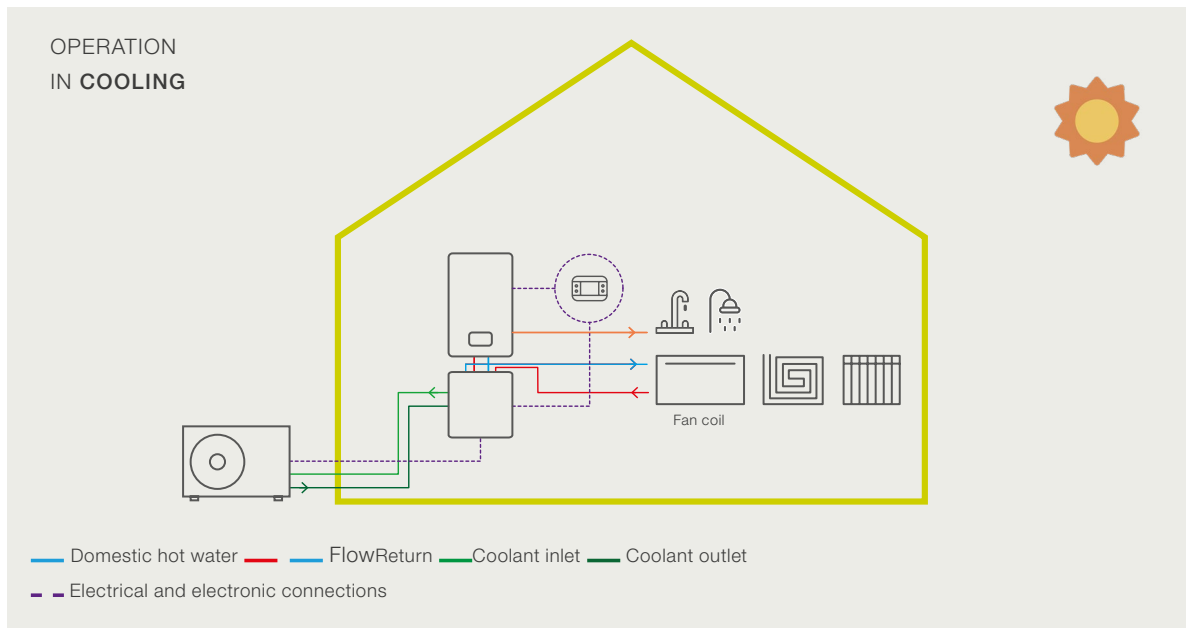 OPERATION
IN COOLING
Fan coil
Domestic hot water FlowReturn Coolant inlet Coolant outlet
Electrical and electronic connections